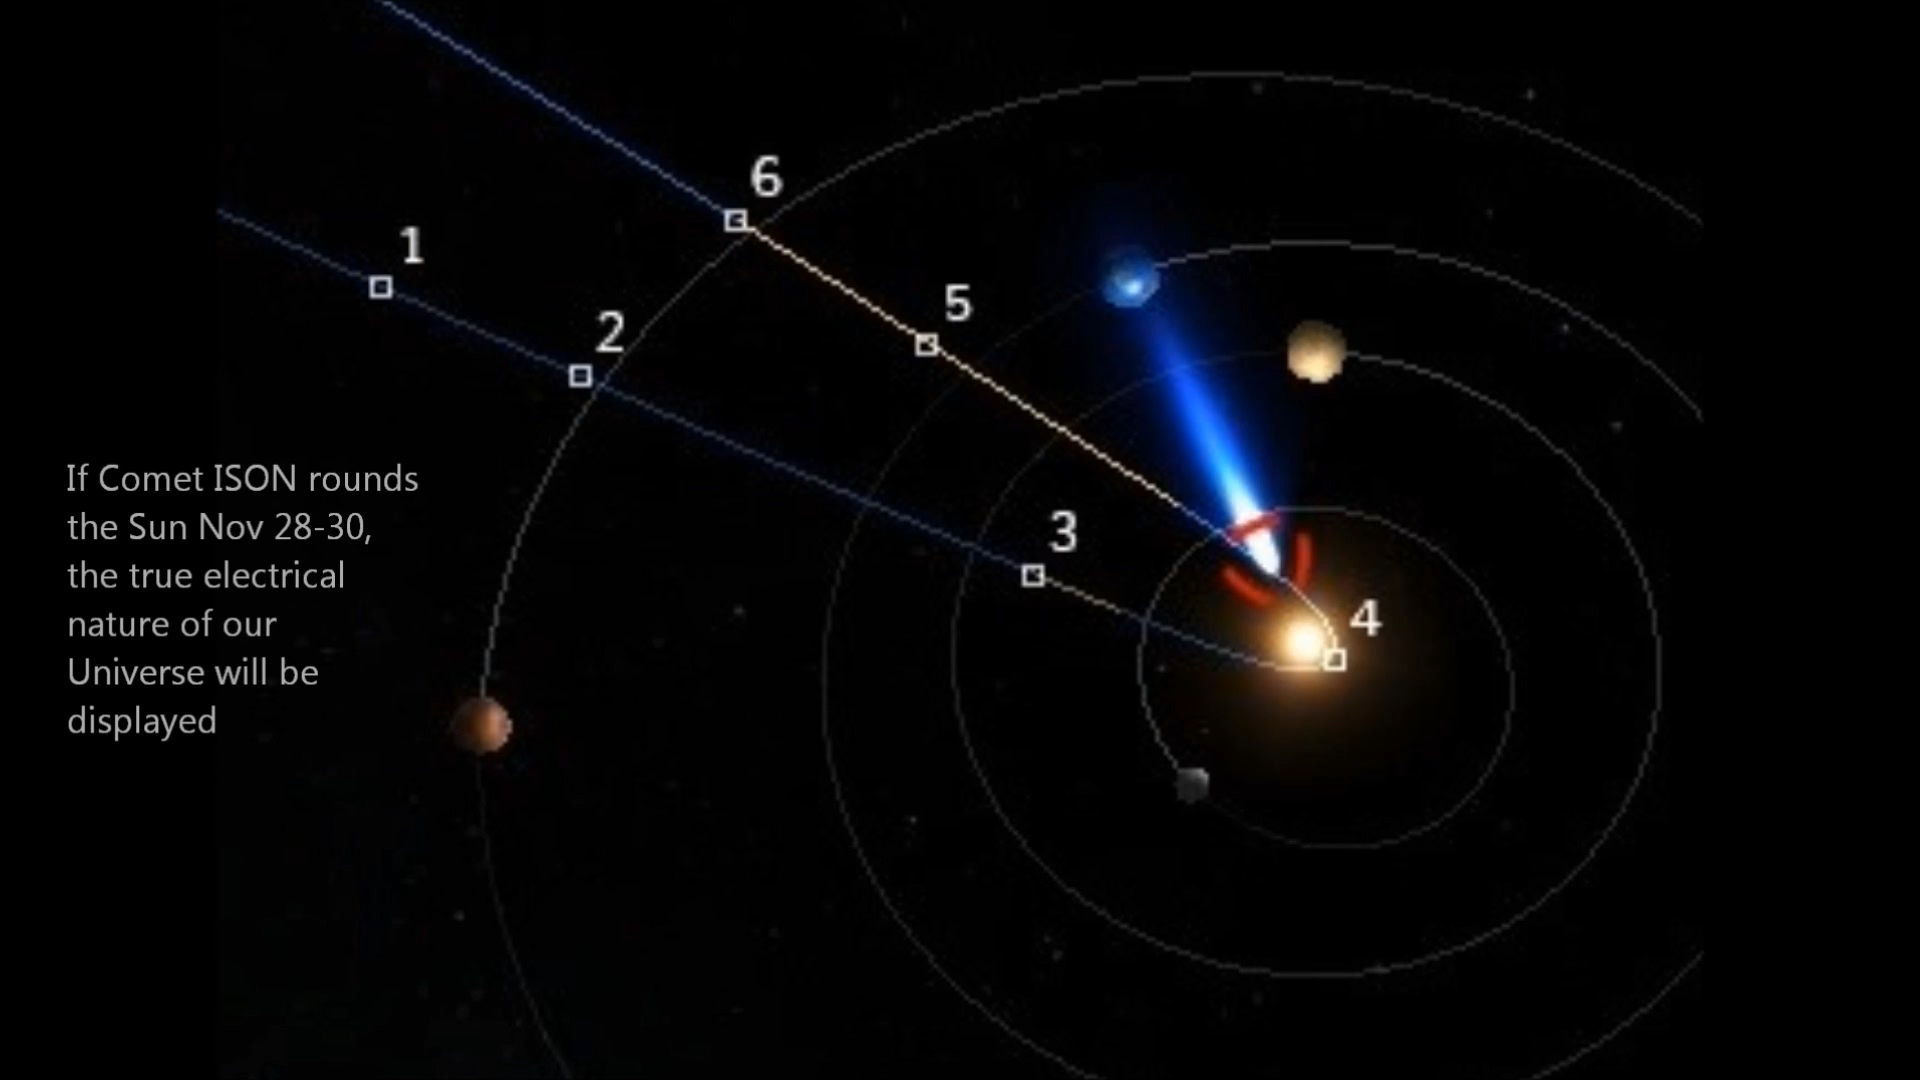 6
1
5
2
If Comet ISON rounds
the Sun Nov 28-30,
the true electrical
nature of our
Universe will be
displayed
3
4